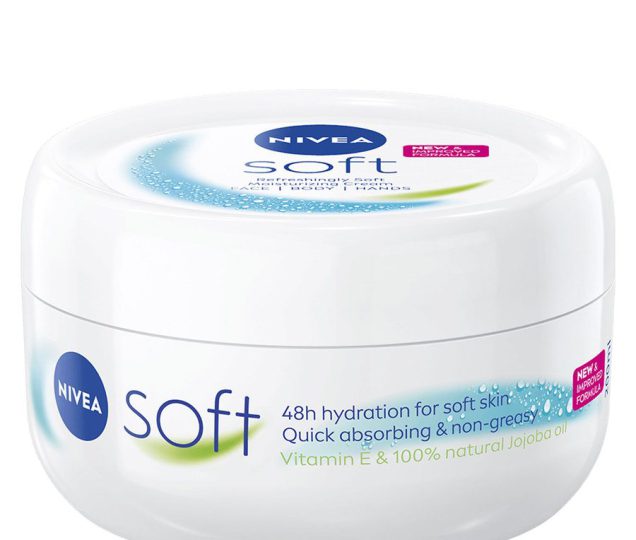 NIVEA
soft
NEW &
IMPROVED
FORMULA
Refreshingly Soft
Moisturizing Cream
FACE | BODY | HANDS
NIVEA
soft
48h hydration for soft skin
Quick absorbing & non-greasy
Vitamin E & 100% natural Jojoba oil
NEW &
IMPROVED
FORMULA
200ml